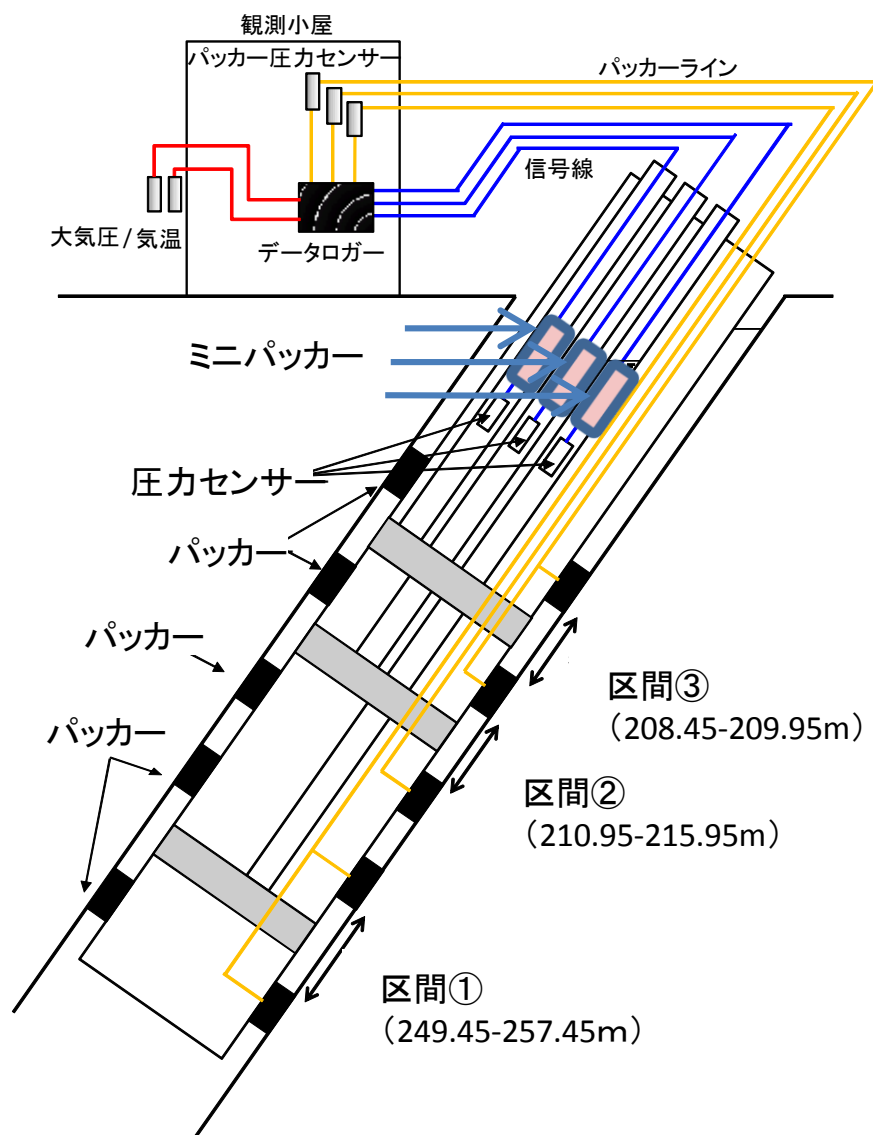 観測小屋
パッカー圧力センサー
パッカーライン
信号線
大気圧/気温
データロガー
ミニパッカー
圧力センサー
パッカー
パッカー
パッカー
区間③
（208.45-209.95m）
区間②
（210.95-215.95m）
区間①
（249.45-257.45ｍ）